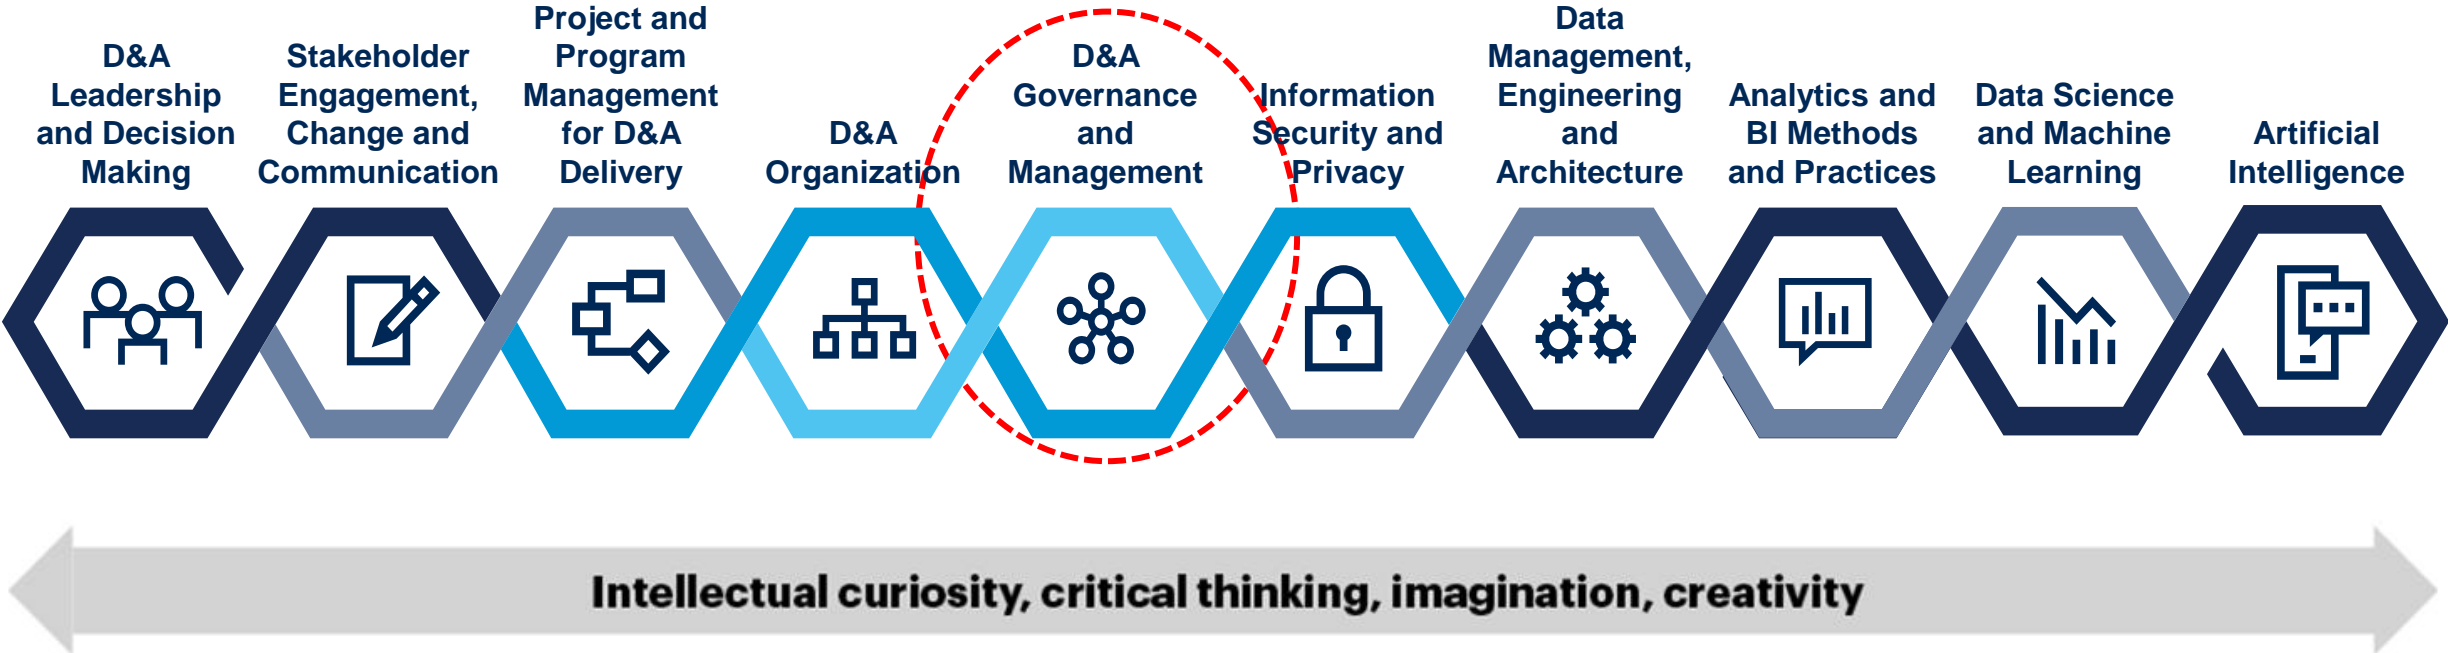 D&A
Leadership
and Decision
Making
Stakeholder
Engagement,
Change and
Communication
Project and
Program
Management
for D&A
Delivery
D&A
Organization
D&A
Governance
and
Management
Information
Security and
Privacy
Data
Management,
Engineering
and
Architecture
Analytics and
BI Methods
and Practices
Data Science
and Machine
Learning
Artificial
Intelligence
Intellectual curiosity, critical thinking, imagination, creativity